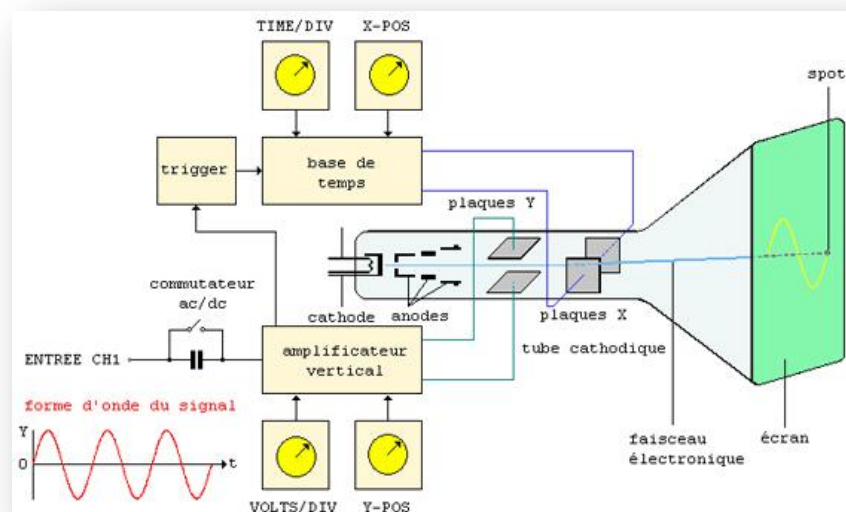 TIME/DIV
X-POS
spot
trigger
base de
temps
plaques Y
commutateur
ac/dc
cathode
anodes
plaques X
tube cathodique
ENTREE CH1
amplificateur
vertical
forme d'onde du signal
Y
0
t
faisceau
électronique
écran
VOLTS/DIV
Y-POS